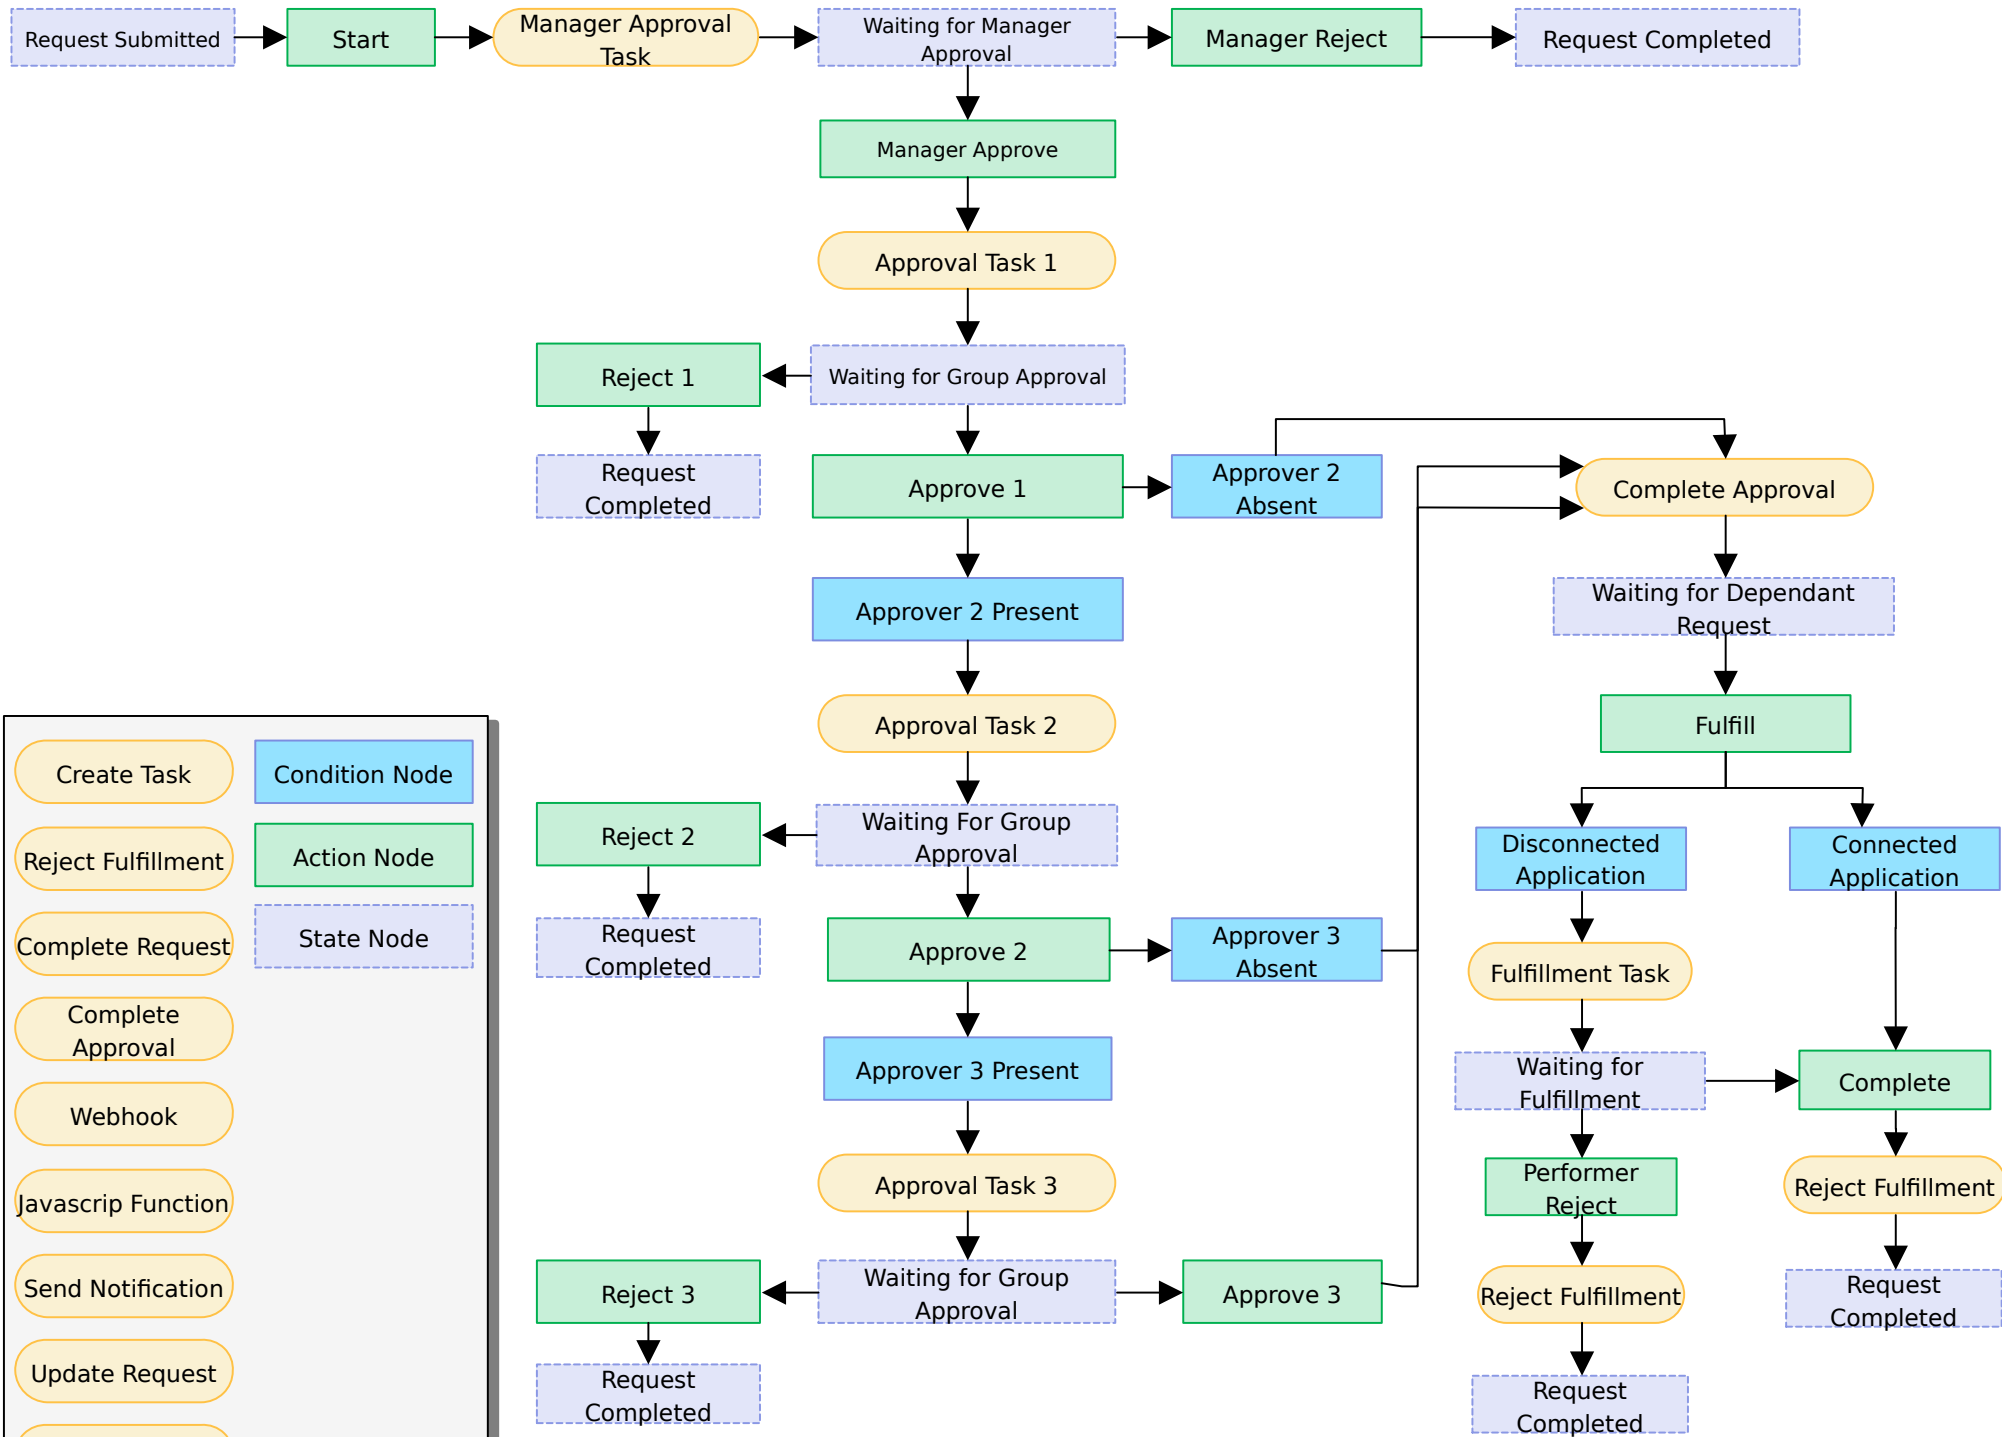 Request Submitted
Start
Manager Approval
Task
Waiting for Manager
Approval
Manager Reject
Request Completed
Manager Approve
Approval Task 1
Reject 1
Waiting for Group Approval
Request
Completed
Approve 1
Approver 2
Absent
Complete Approval
Approver 2 Present
Waiting for Dependant
Request
Approval Task 2
Fulfill
Reject 2
Waiting For Group
Approval
Disconnected
Application
Connected
Application
Request
Completed
Approve 2
Approver 3
Absent
Fulfillment Task
Approver 3 Present
Waiting for
Fulfillment
Complete
Approval Task 3
Performer
Reject
Reject Fulfillment
Reject 3
Waiting for Group
Approval
Approve 3
Reject Fulfillment
Request
Completed
Request
Completed
Request
Completed
Create Task
Condition Node
Reject Fulfillment
Action Node
Complete Request
State Node
Complete
Approval
Webhook
Javascrip Function
Send Notification
Update Request